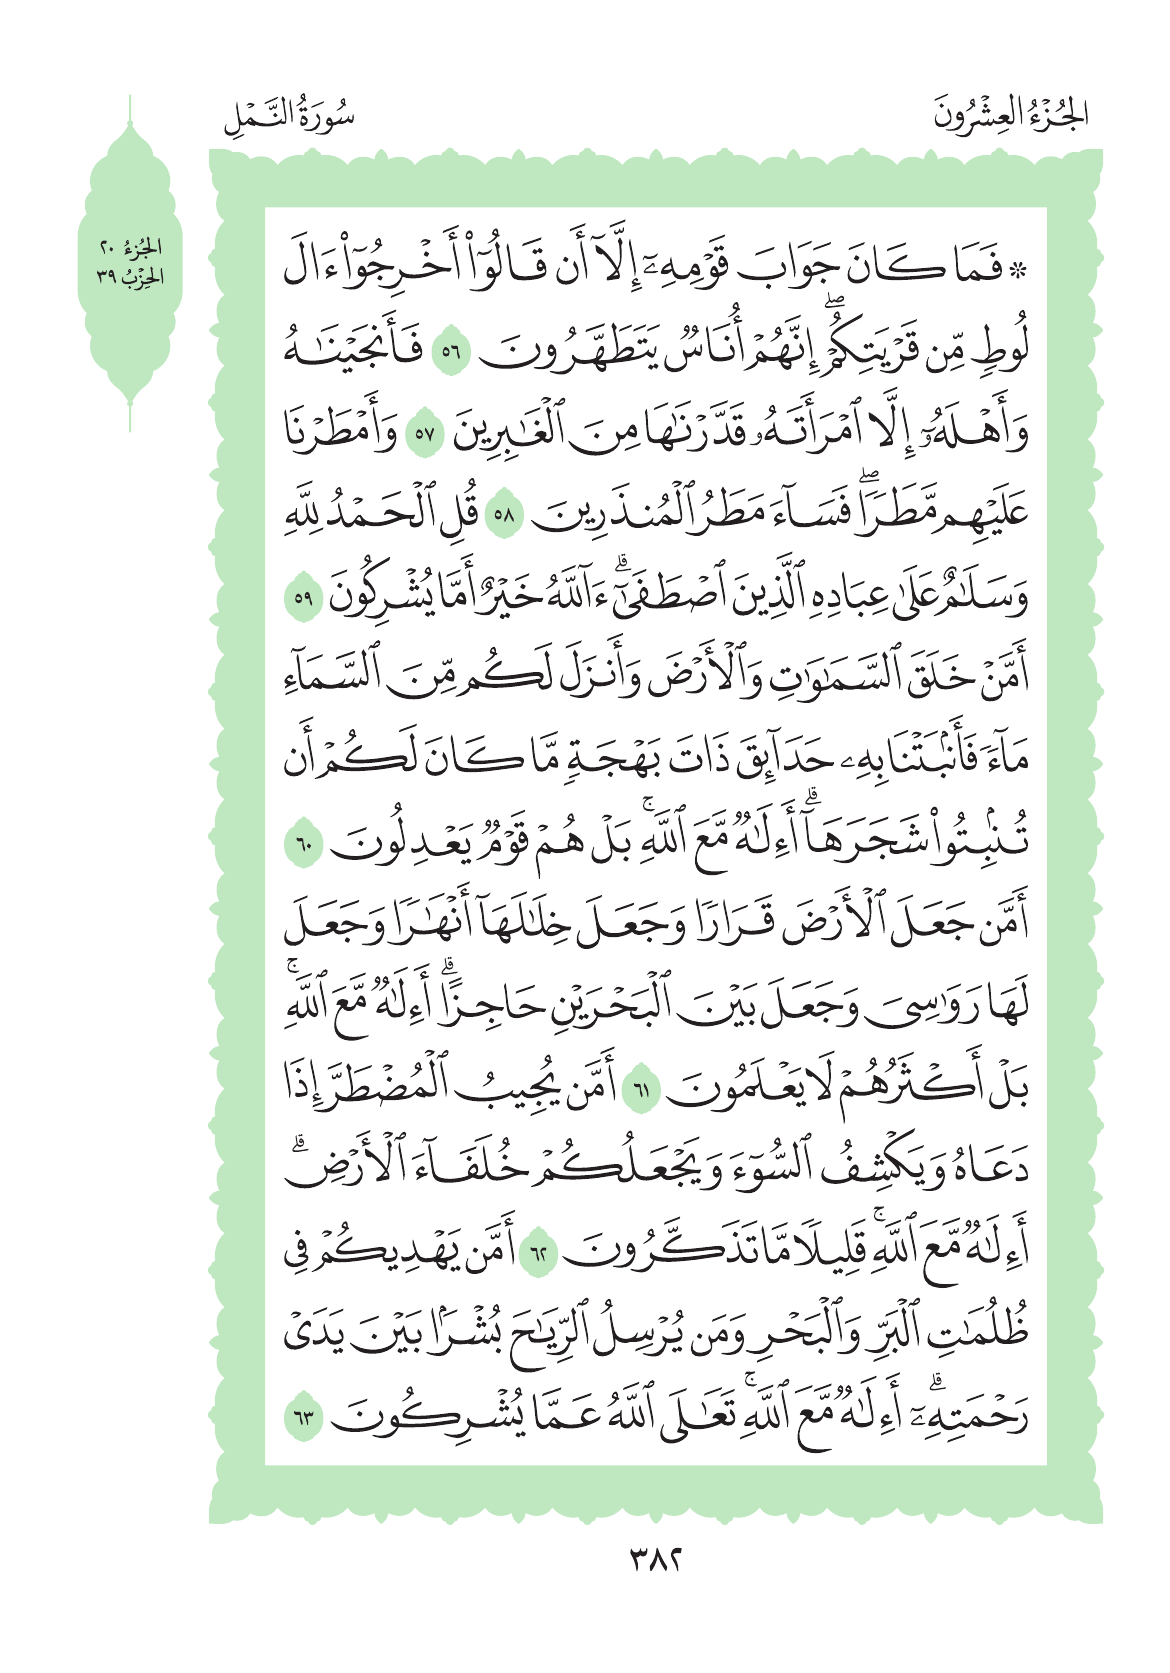 الجُزْءُ العِشْرُونَ
سُورَةُ النَّمْلِ
الجُزءُ ٢٠
الحِزْبُ ٣٩
۞ فَمَا كَانَ جَوَابَ قَوْمِهِۦٓ إِلَّآ أَن قَالُوٓاْ أَخۡرِجُوٓاْ ءَالَ
لُوطٖ مِّن قَرۡيَتِكُمۡۖ إِنَّهُمۡ أُنَاسٞ يَتَطَهَّرُونَ ٥٦ فَأَنجَيۡنَٰهُ
وَأَهۡلَهُۥٓ إِلَّا ٱمۡرَأَتَهُۥ قَدَّرۡنَٰهَا مِنَ ٱلۡغَٰبِرِينَ ٥٧ وَأَمۡطَرۡنَا
عَلَيۡهِم مَّطَرٗاۖ فَسَآءَ مَطَرُ ٱلۡمُنذَرِينَ ٥٨ قُلِ ٱلۡحَمۡدُ لِلَّهِ
وَسَلَٰمٌ عَلَىٰ عِبَادِهِ ٱلَّذِينَ ٱصۡطَفَىٰٓۗ ءَآللَّهُ خَيۡرٌ أَمَّا يُشۡرِكُونَ ٥٩
أَمَّنۡ خَلَقَ ٱلسَّمَٰوَٰتِ وَٱلۡأَرۡضَ وَأَنزَلَ لَكُم مِّنَ ٱلسَّمَآءِ
مَآءٗ فَأَنۢبَتۡنَا بِهِۦ حَدَآئِقَ ذَاتَ بَهۡجَةٖ مَّا كَانَ لَكُمۡ أَن
تُنۢبِتُواْ شَجَرَهَآۗ أَءِلَٰهٞ مَّعَ ٱللَّهِۚ بَلۡ هُمۡ قَوۡمٞ يَعۡدِلُونَ ٦٠
أَمَّن جَعَلَ ٱلۡأَرۡضَ قَرَارٗا وَجَعَلَ خِلَٰلَهَآ أَنۡهَٰرٗا وَجَعَلَ
لَهَا رَوَٰسِيَ وَجَعَلَ بَيۡنَ ٱلۡبَحۡرَيۡنِ حَاجِزًاۗ أَءِلَٰهٞ مَّعَ ٱللَّهِۚ
بَلۡ أَكۡثَرُهُمۡ لَا يَعۡلَمُونَ ٦١ أَمَّن يُجِيبُ ٱلۡمُضۡطَرَّ إِذَا
دَعَاهُ وَيَكۡشِفُ ٱلسُّوٓءَ وَيَجۡعَلُكُمۡ خُلَفَآءَ ٱلۡأَرۡضِۗ
أَءِلَٰهٞ مَّعَ ٱللَّهِۚ قَلِيلٗا مَّا تَذَكَّرُونَ ٦٢ أَمَّن يَهۡدِيكُمۡ فِي
ظُلُمَٰتِ ٱلۡبَرِّ وَٱلۡبَحۡرِ وَمَن يُرۡسِلُ ٱلرِّيَٰحَ بُشۡرَۢا بَيۡنَ يَدَيۡ
رَحۡمَتِهِۦٓۗ أَءِلَٰهٞ مَّعَ ٱللَّهِۚ تَعَٰلَى ٱللَّهُ عَمَّا يُشۡرِكُونَ ٦٣
٣٨٢